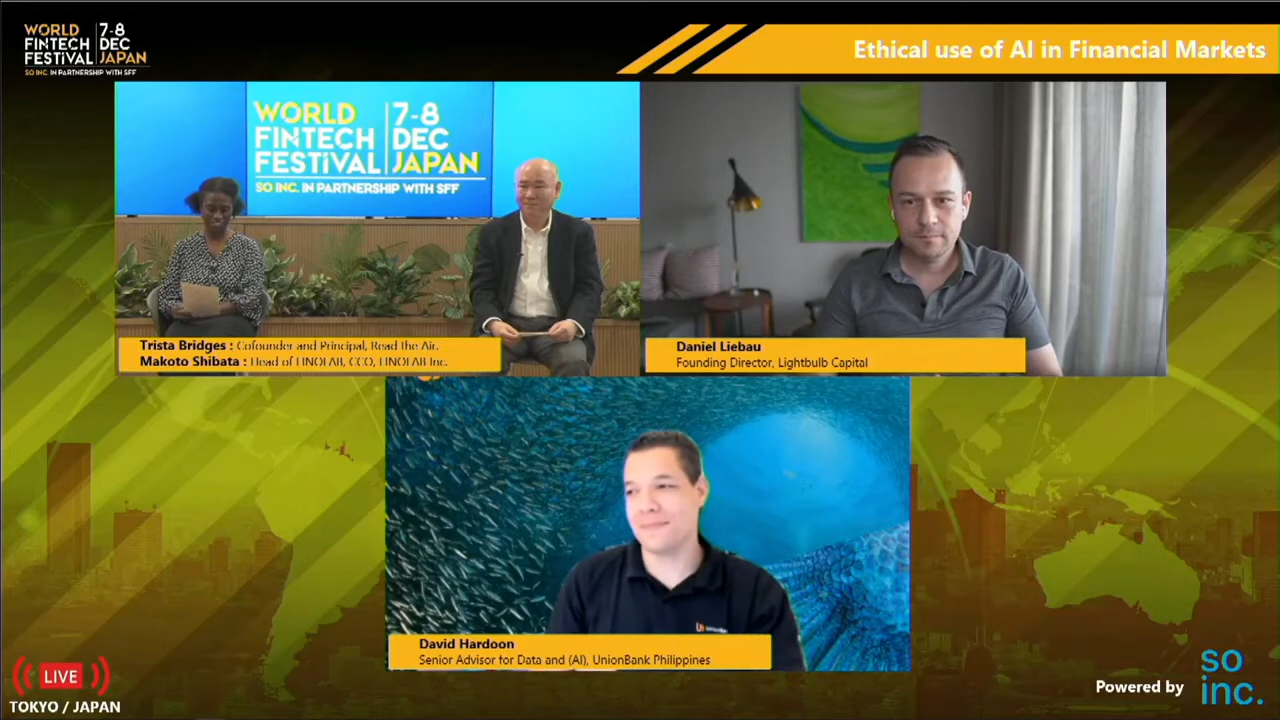 WORLD
FINTECH
FESTIVAL
7-8
DEC
JAPAN
SO INC. IN PARTNERSHIP WITH SFF
Ethical use of AI in Financial Markets
WORLD
FINTECH
FESTIVAL
7-8
DEC
JAPAN
SO INC. IN PARTNERSHIP WITH SFF
Trista Bridges : Cofounder and Principal, Read the Air.
Makoto Shibata : Head of FINOLAB, CCO, FINOLAB Inc.
Daniel Liebau
Founding Director, Lightbulb Capital
UnionBank
David Hardoon
Senior Advisor for Data and (AI), UnionBank Philippines
LIVE
TOKYO / JAPAN
Powered by
so
inc.